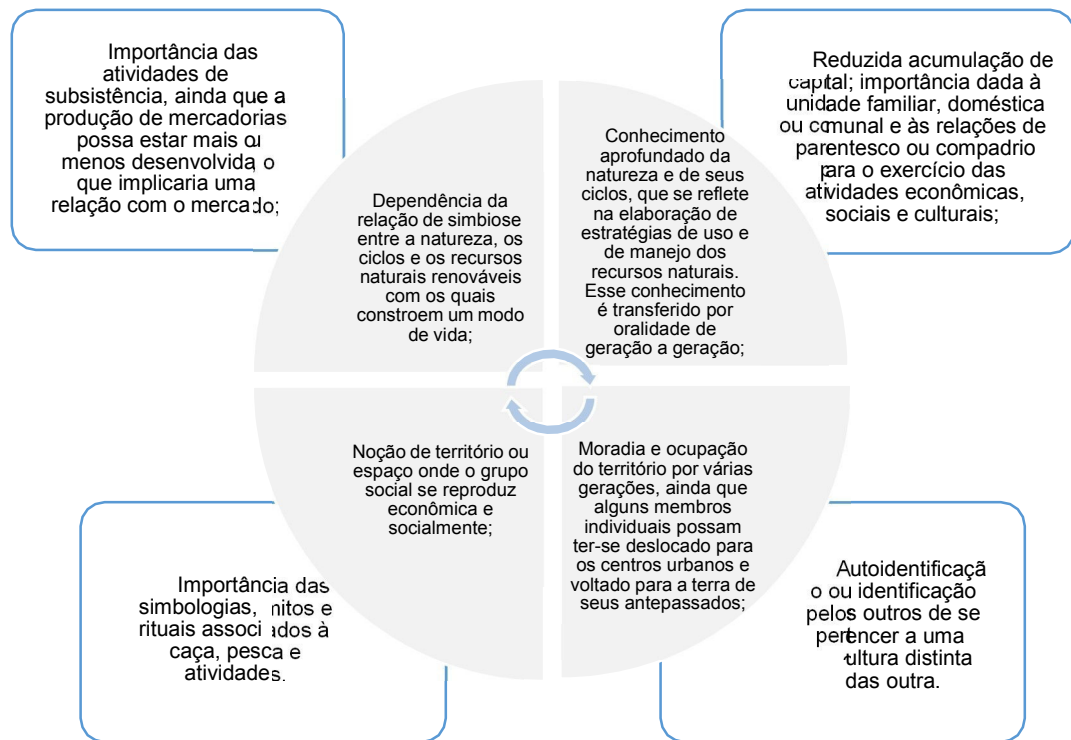 Importância das
atividades de
subsistência, ainda que a
produção de mercadorias
possa estar mais ou
menos desenvolvida, o
que implicaria uma
relação com o mercado;
Reduzida acumulação de
capital; importância dada à
unidade familiar, doméstica
ou comunal e às relações de
parentesco ou compadrio
para o exercício das
atividades econômicas,
sociais e culturais;
Dependência da
relação de simbiose
entre a natureza, os
ciclos e os recursos
naturais renováveis
com os quais
constroem um modo
de vida;
Conhecimento
aprofundado da
natureza e de seus
ciclos, que se reflete
na elaboração de
estratégias de uso e
de manejo dos
recursos naturais.
Esse conhecimento
é transferido por
oralidade de
geração a geração;
Noção de território ou
espaço onde o grupo
social se reproduz
econômica e
socialmente;
Moradia e ocupação
do território por várias
gerações, ainda que
alguns membros
individuais possam
ter-se deslocado para
os centros urbanos e
voltado para a terra de
seus antepassados;
Importância das
simbologias, mitos e
rituais associados à
caça, pesca e
atividades.
Autoidentificaçã
o ou identificação
pelos outros de se
pertencer a uma
cultura distinta
das outra.